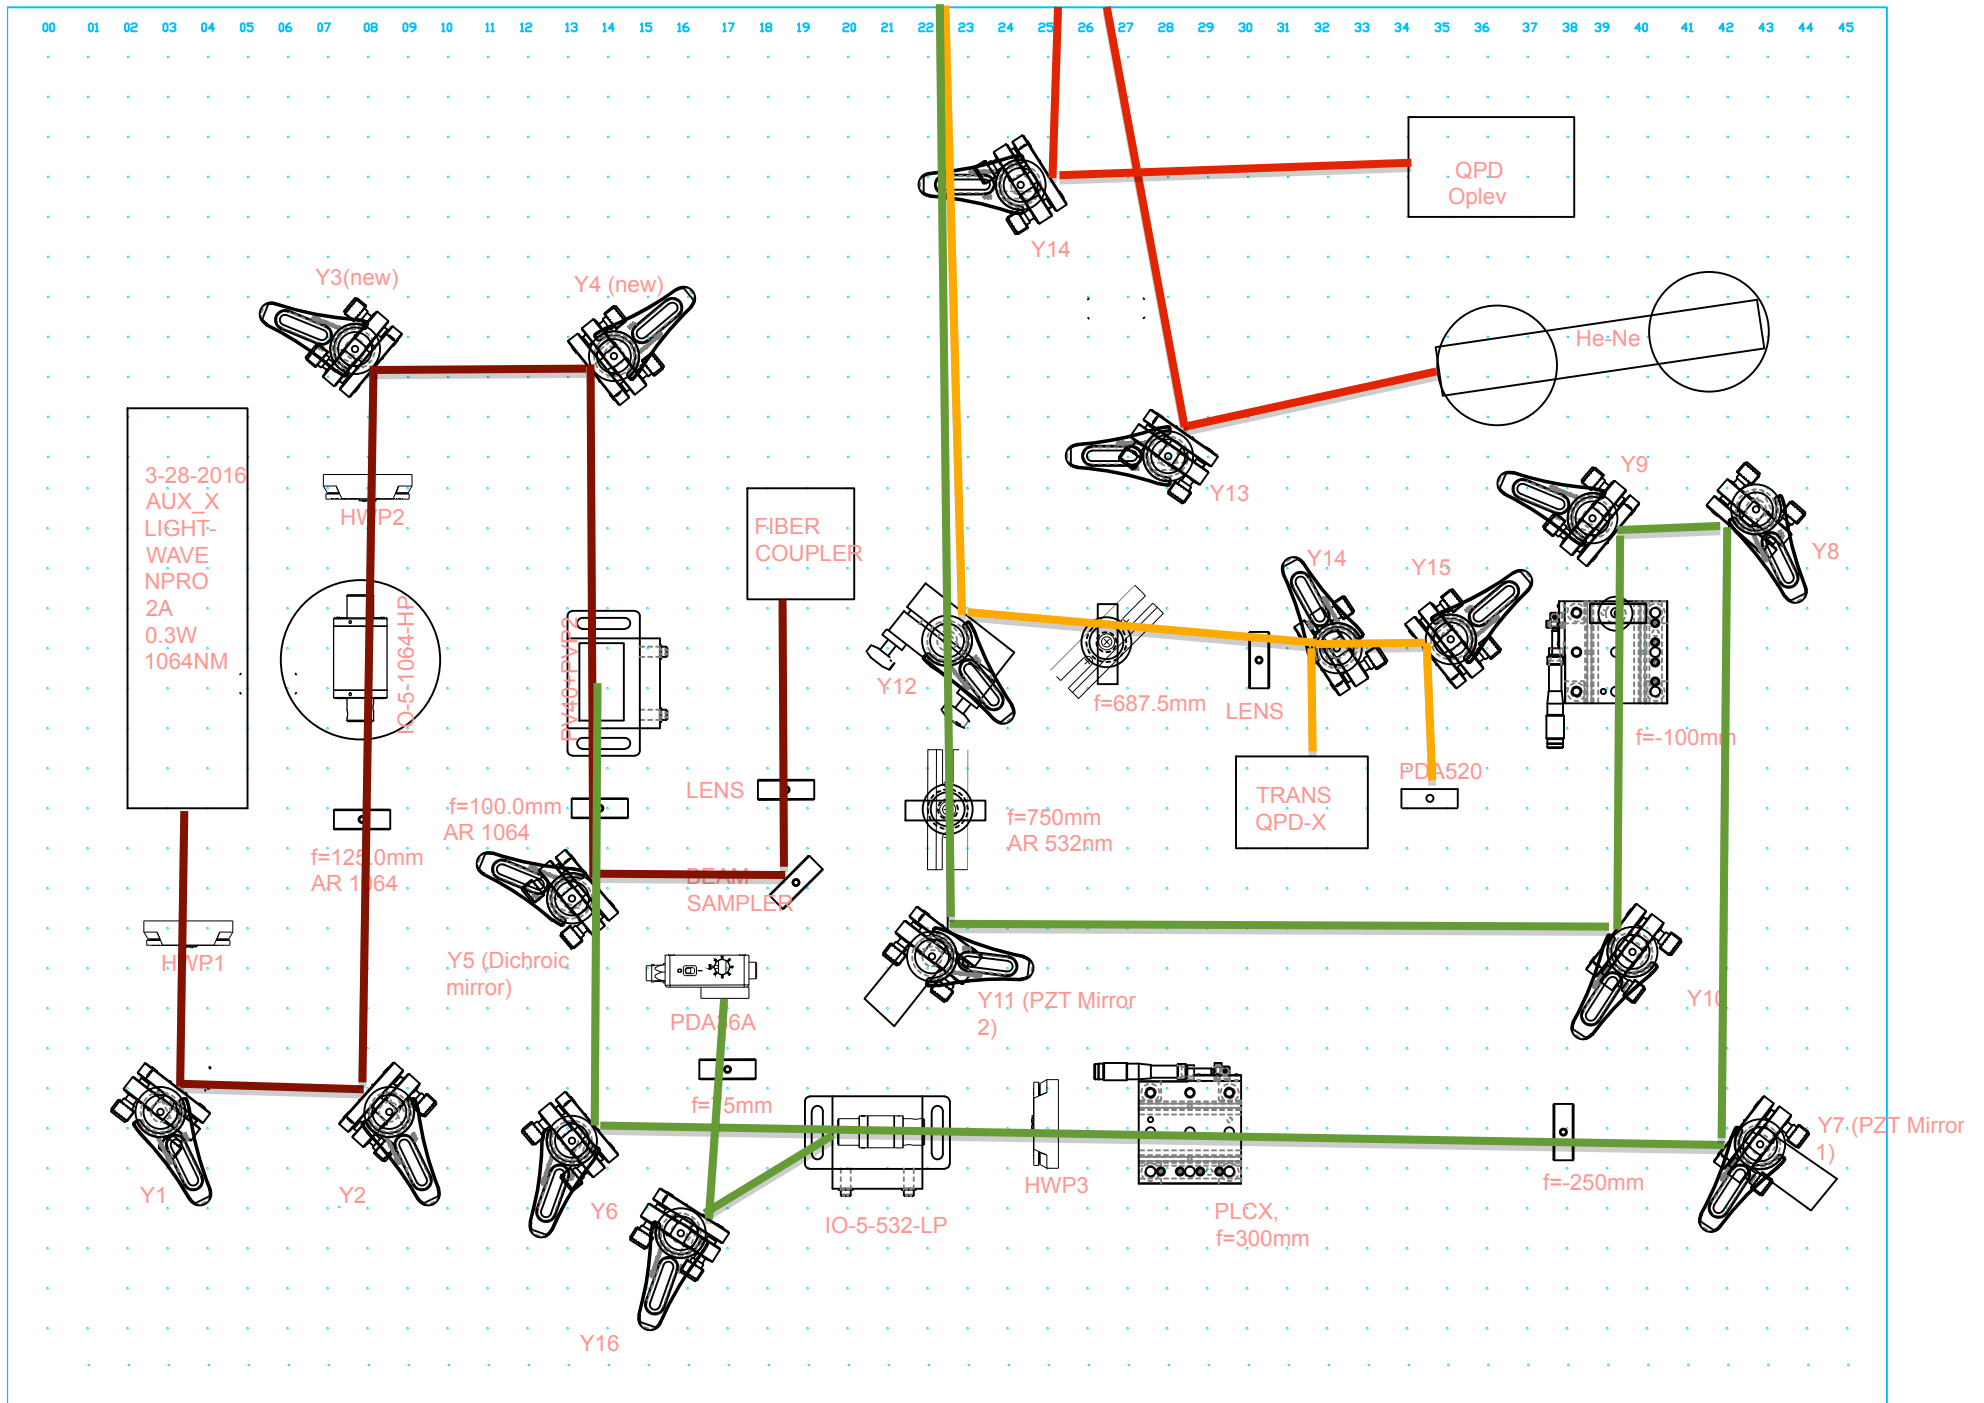 00 01 02 03 04 05 06 07 08 09 10 11 12 13 14 15 16 17 18 19 20 21 22 23 24 25 26 27 28 29 30 31 32 33 34 35 36 37 38 39 40 41 42 43 44 45
QPD
Oplev
Y14
Y3(new)
Y4 (new)
He-Ne
3-28-2016
AUX_X
LIGHT-
WAVE
NPRO
2A
0.3W
1064NM
HWP2
IO-5-1064-HP
PV40+PVP2
FIBER
COUPLER
Y13
Y9
Y8
Y14
Y15
Y12
f=687.5mm
LENS
f=-100mm
LENS
f=100.0mm
AR 1064
f=125.0mm
AR 1064
f=750mm
AR 532nm
TRANS
QPD-X
PDA520
BEAM
SAMPLER
HWP1
Y5 (Dichroic
mirror)
PDA36A
Y11 (PZT Mirror
2)
Y10
f=75mm
Y1
Y2
Y6
IO-5-532-LP
HWP3
PLCX,
f=300mm
f=-250mm
Y7 (PZT Mirror
1)
Y16